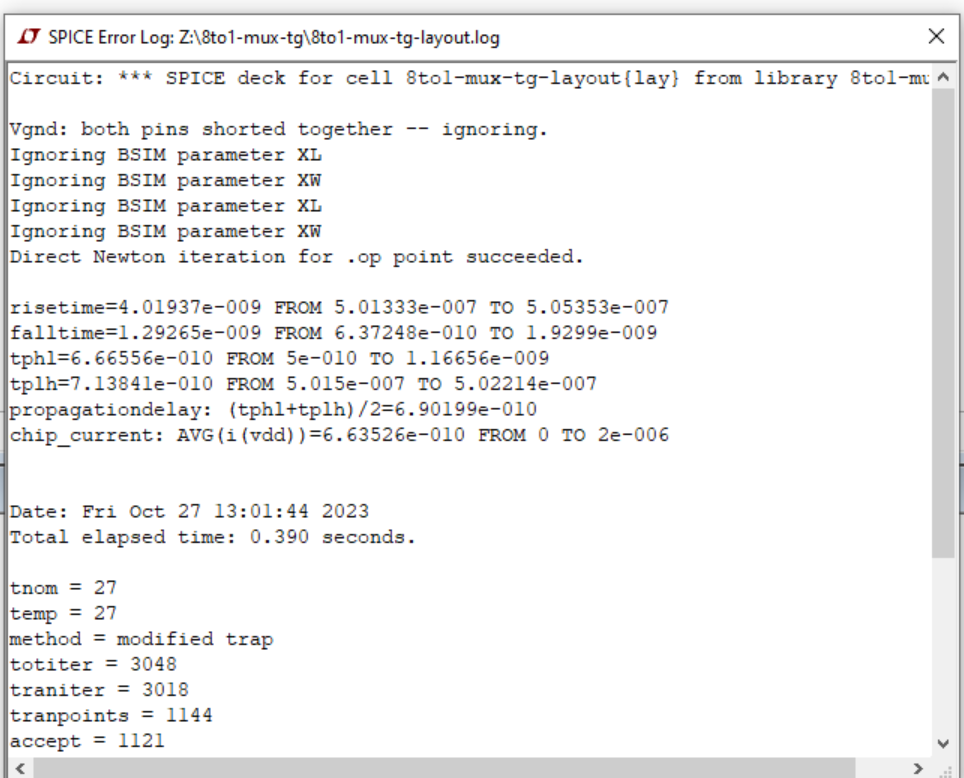 SPICE Error Log: Z:\8to1-mux-tg\8to1-mux-tg-layout.log
Circuit: *** SPICE deck for cell 8to1-mux-tg-layout{lay} from library 8to1-mu
Vgnd: both pins shorted together -- ignoring.
Ignoring BSIM parameter XL
Ignoring BSIM parameter XW
Ignoring BSIM parameter XL
Ignoring BSIM parameter XW
Direct Newton iteration for .op point succeeded.
risetime=4.01937e-009 FROM 5.01333e-007 TO 5.05353e-007
falltime=1.29265e-009 FROM 6.37248e-010 TO 1.9299e-009
tphl=6.66556e-010 FROM 5e-010 TO 1.16656e-009
tplh=7.13841e-010 FROM 5.015e-007 TO 5.02214e-007
propagationdelay: (tphl+tplh)/2=6.90199e-010
chip_current: AVG(i(vdd))=6.63526e-010 FROM 0 TO 2e-006
Date: Fri Oct 27 13:01:44 2023
Total elapsed time: 0.390 seconds.
tnom = 27
temp = 27
method = modified trap
totiter = 3048
traniter = 3018
tranpoints = 1144
accept = 1121